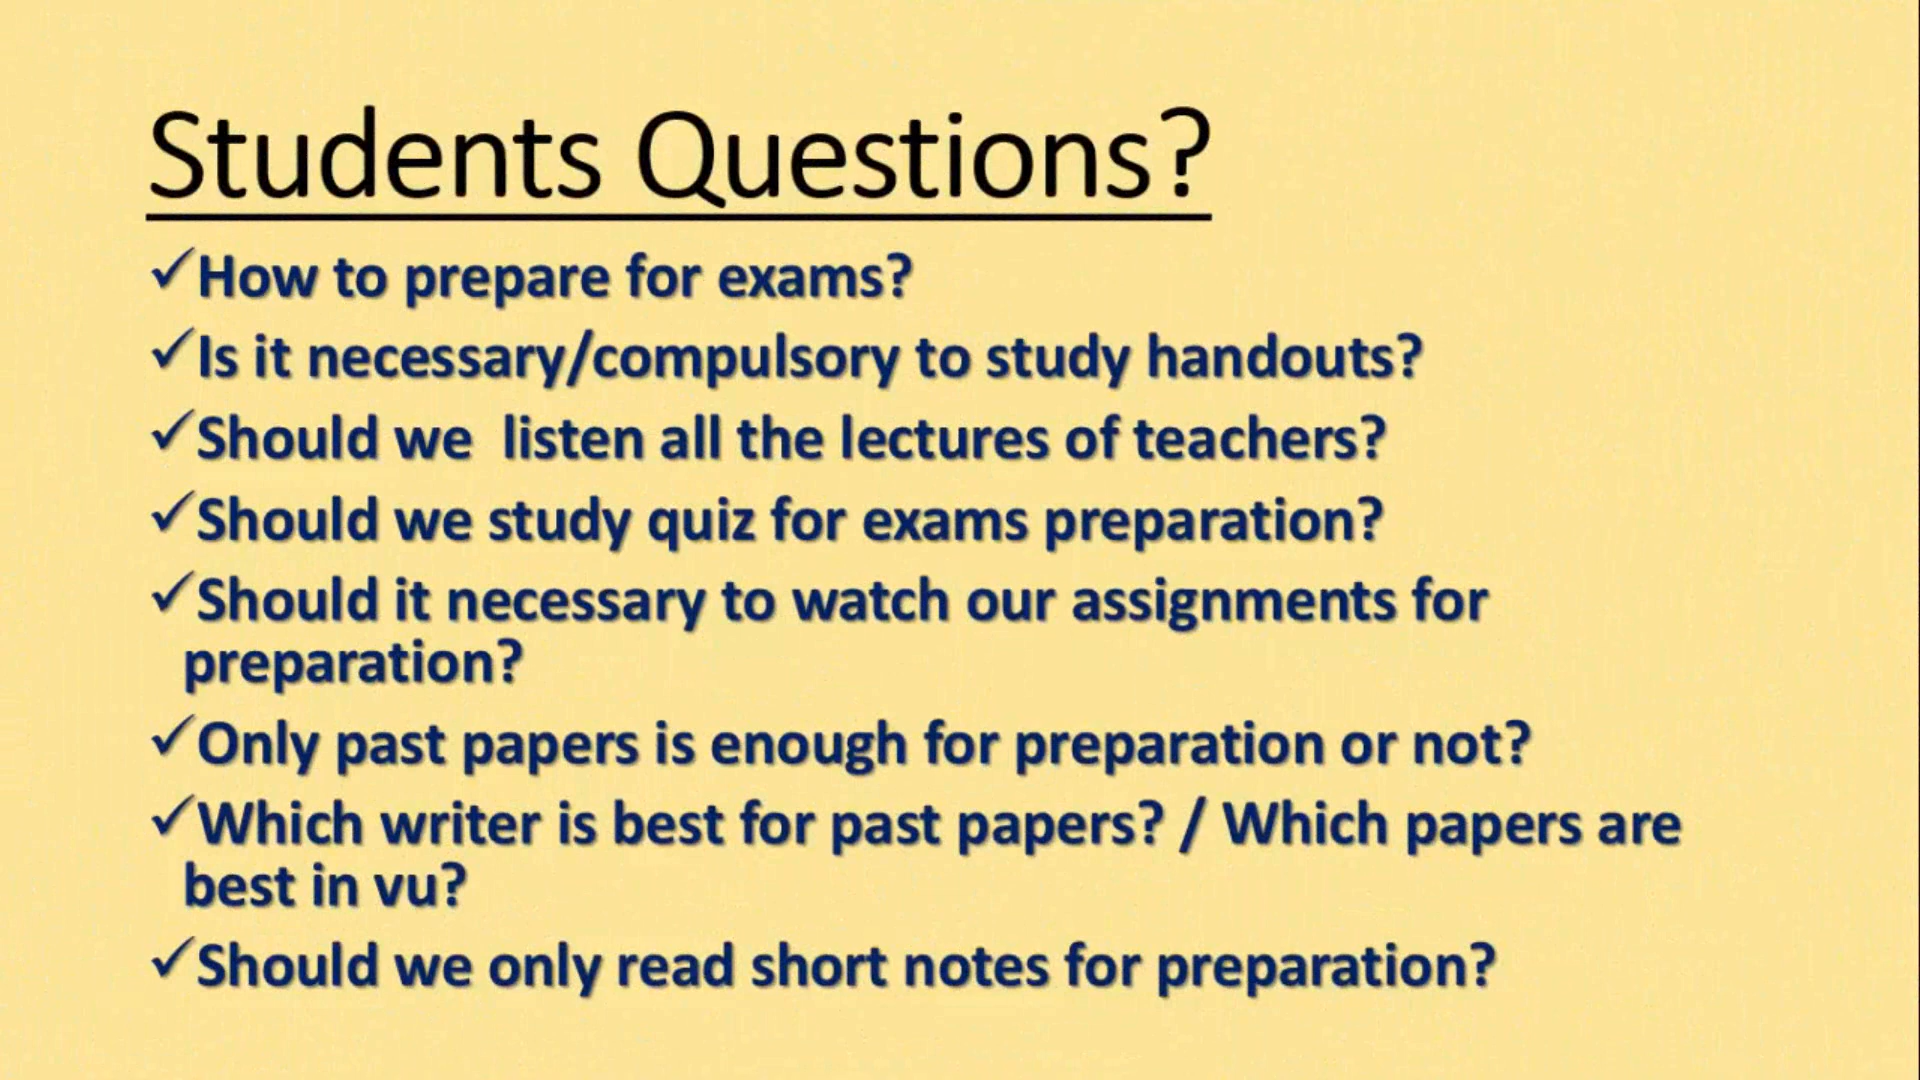 Students Questions?
✓How to prepare for exams?
✓Is it necessary/compulsory to study handouts?
✓Should we  listen all the lectures of teachers?
✓Should we study quiz for exams preparation?
✓Should it necessary to watch our assignments for
preparation?
✓Only past papers is enough for preparation or not?
✓Which writer is best for past papers? / Which papers are
best in vu?
✓Should we only read short notes for preparation?